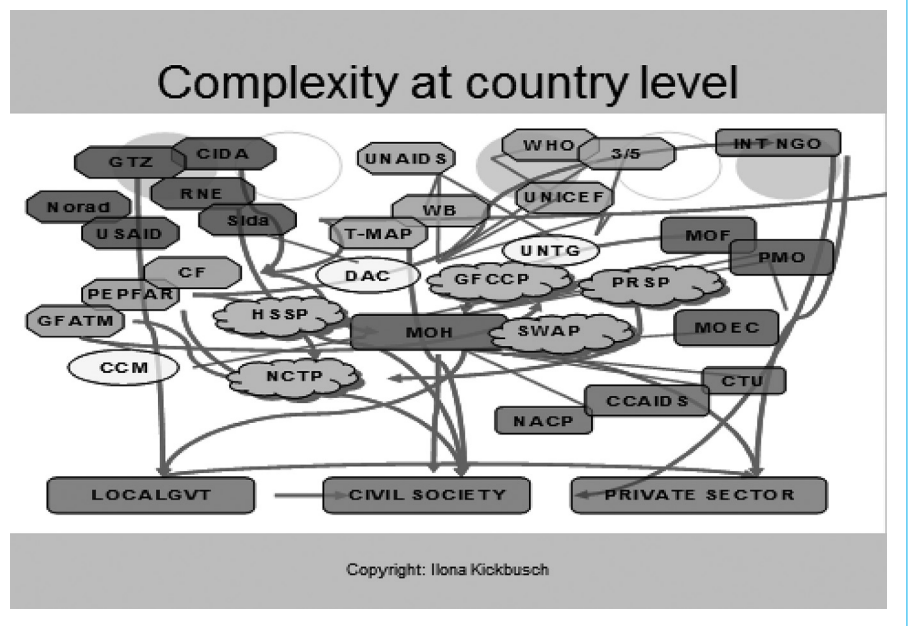 Complexity at country level
GTZ
CIDA
UNAIDS
WHO
3/5
INT NGO
RNE
Norad
Sida
USAID
WB
UNICEF
T-MAP
UNTG
MOF
PMO
CF
DAC
PEPFAR
GFCCP
PRSP
GFATM
HSSP
MOH
SWAP
MOEC
CCM
NCTP
CTU
CCAIDS
NACP
LOCALGVT
CIVIL SOCIETY
PRIVATE SECTOR
Copyright: Ilona Kickbusch